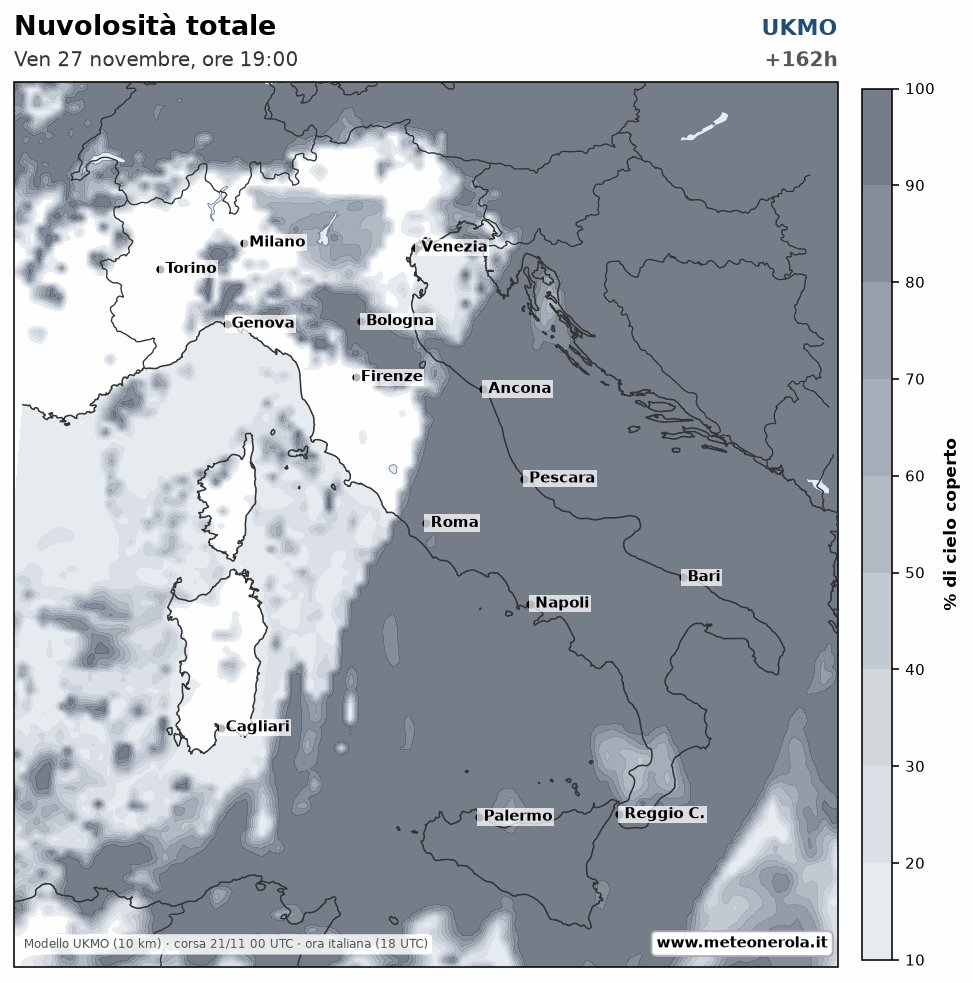 Nuvolosità totale
UKMO
Ven 27 novembre, ore 19:00
+162h
100
90
80
70
60
50
40
30
20
10
% di cielo coperto
Milano
Venezia
Torino
Genova
Bologna
Firenze
Ancona
Pescara
Roma
Bari
Napoli
Cagliari
Palermo
Reggio C.
Modello UKMO (10 km) · corsa 21/11 00 UTC · ora italiana (18 UTC)
www.meteonerola.it